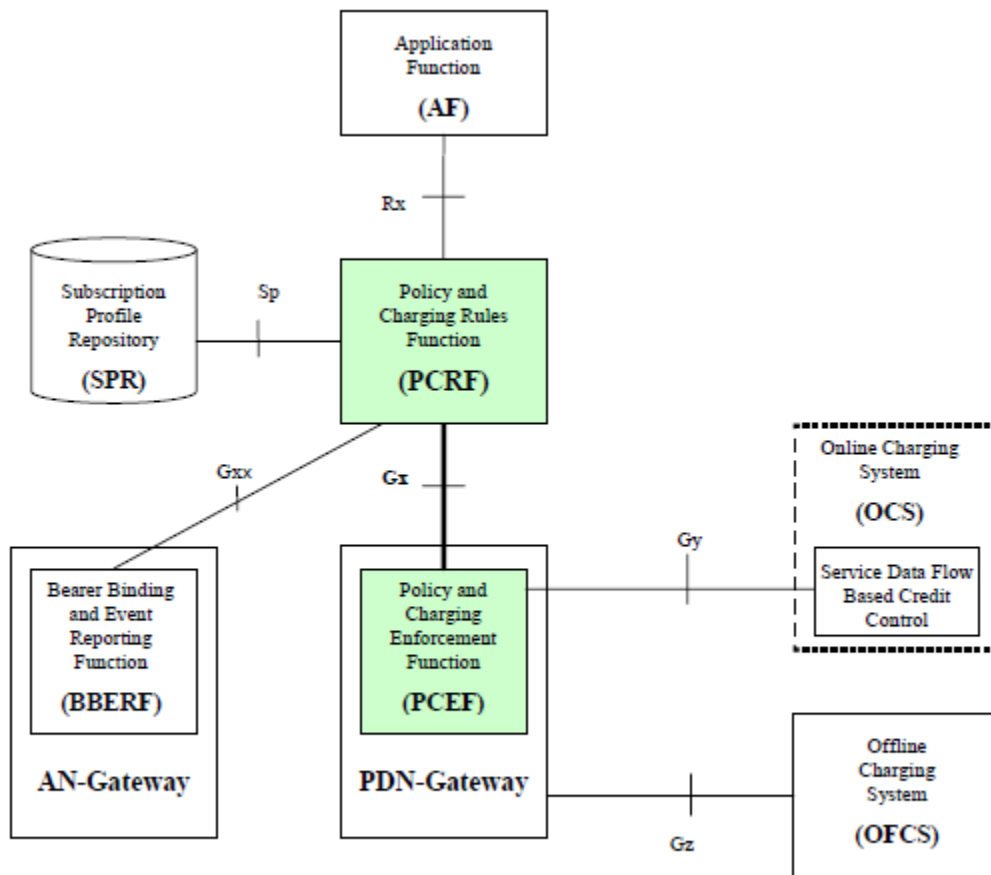 Application
Function
(AF)
Rx
Subscription
Profile
Repository
(SPR)
Sp
Policy and
Charging Rules
Function
(PCRF)
Gxx
Gx
Online Charging
System
(OCS)
Gy
Service Data Flow
Based Credit
Control
Bearer Binding
and Event
Reporting
Function
(BBERF)
AN-Gateway
Policy and
Charging
Enforcement
Function
(PCEF)
PDN-Gateway
Gz
Offline
Charging
System
(OFCS)